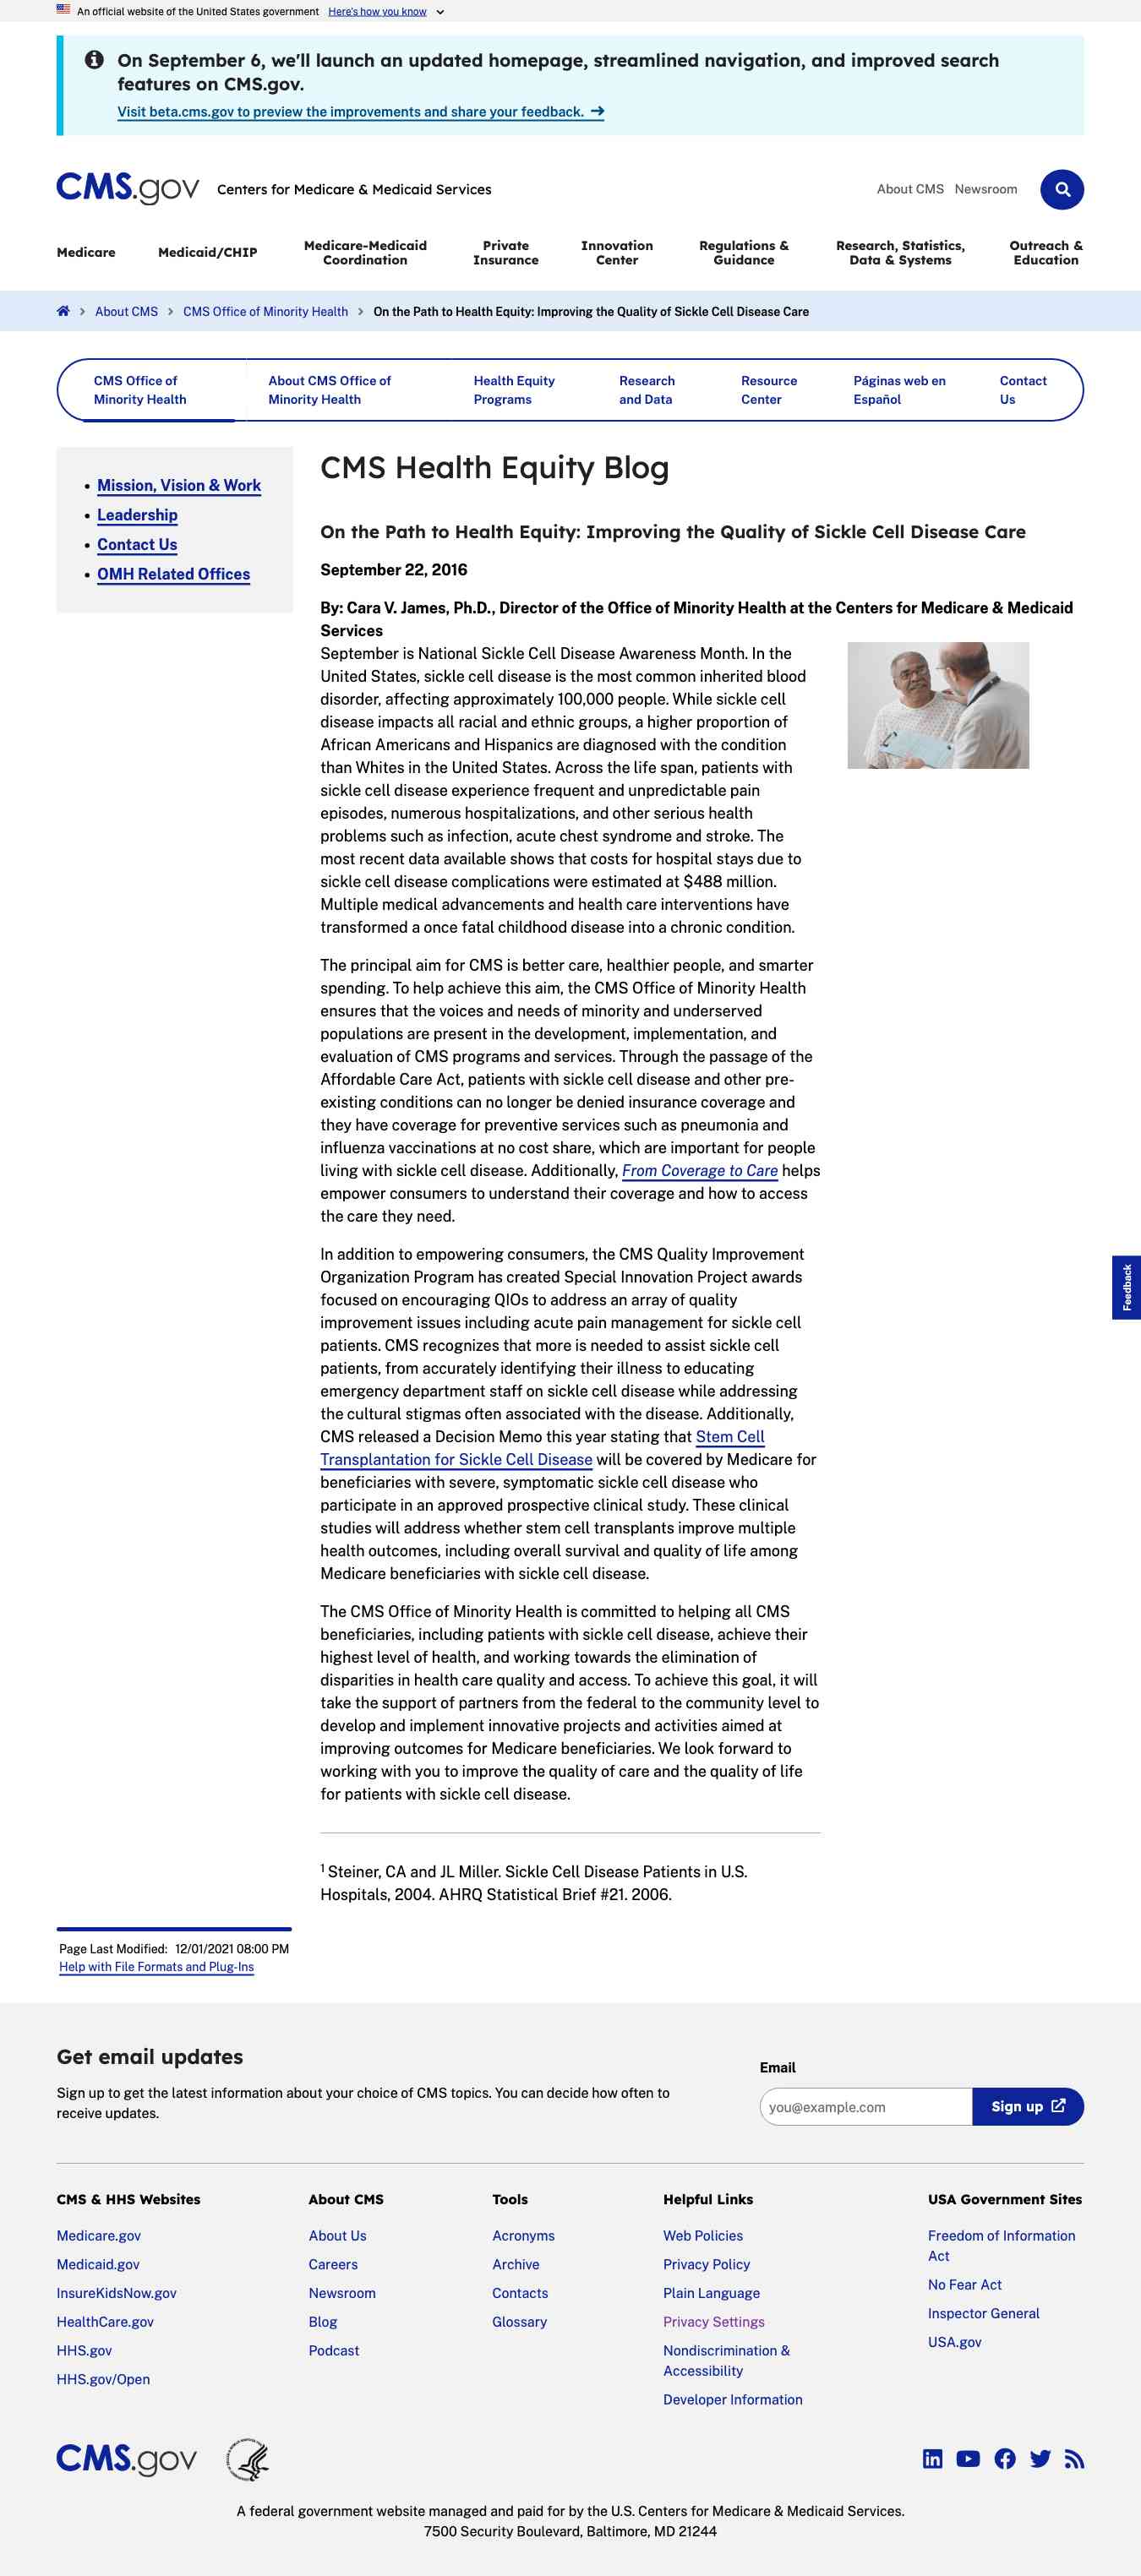 An official website of the United States government Here's how you know
On September 6, we'll launch an updated homepage, streamlined navigation, and improved search
features on CMS.gov.
Visit beta.cms.gov to preview the improvements and share your feedback.
CMS.gov Centers for Medicare & Medicaid Services
About CMS Newsroom
Medicare
Medicaid/CHIP
Medicare-Medicaid
Coordination
Private
Insurance
Innovation
Center
Regulations &
Guidance
Research, Statistics,
Data & Systems
Outreach &
Education
About CMS > CMS Office of Minority Health > On the Path to Health Equity: Improving the Quality of Sickle Cell Disease Care
CMS Office of
Minority Health
About CMS Office of
Minority Health
Health Equity
Programs
Research
and Data
Resource
Center
Páginas web en
Español
Contact
Us
• Mission, Vision & Work
• Leadership
• Contact Us
• OMH Related Offices
CMS Health Equity Blog
On the Path to Health Equity: Improving the Quality of Sickle Cell Disease Care
September 22, 2016
By: Cara V. James, Ph.D., Director of the Office of Minority Health at the Centers for Medicare & Medicaid
Services
September is National Sickle Cell Disease Awareness Month. In the
United States, sickle cell disease is the most common inherited blood
disorder, affecting approximately 100,000 people. While sickle cell
disease impacts all racial and ethnic groups, a higher proportion of
African Americans and Hispanics are diagnosed with the condition
than Whites in the United States. Across the life span, patients with
sickle cell disease experience frequent and unpredictable pain
episodes, numerous hospitalizations, and other serious health
problems such as infection, acute chest syndrome and stroke. The
most recent data available shows that costs for hospital stays due to
sickle cell disease complications were estimated at $488 million.
Multiple medical advancements and health care interventions have
transformed a once fatal childhood disease into a chronic condition.
The principal aim for CMS is better care, healthier people, and smarter
spending. To help achieve this aim, the CMS Office of Minority Health
ensures that the voices and needs of minority and underserved
populations are present in the development, implementation, and
evaluation of CMS programs and services. Through the passage of the
Affordable Care Act, patients with sickle cell disease and other pre-
existing conditions can no longer be denied insurance coverage and
they have coverage for preventive services such as pneumonia and
influenza vaccinations at no cost share, which are important for people
living with sickle cell disease. Additionally, From Coverage to Care helps
empower consumers to understand their coverage and how to access
the care they need.
In addition to empowering consumers, the CMS Quality Improvement
Organization Program has created Special Innovation Project awards
focused on encouraging QIOs to address an array of quality
improvement issues including acute pain management for sickle cell
patients. CMS recognizes that more is needed to assist sickle cell
patients, from accurately identifying their illness to educating
emergency department staff on sickle cell disease while addressing
the cultural stigmas often associated with the disease. Additionally,
CMS released a Decision Memo this year stating that Stem Cell
Transplantation for Sickle Cell Disease will be covered by Medicare for
beneficiaries with severe, symptomatic sickle cell disease who
participate in an approved prospective clinical study. These clinical
studies will address whether stem cell transplants improve multiple
health outcomes, including overall survival and quality of life among
Medicare beneficiaries with sickle cell disease.
The CMS Office of Minority Health is committed to helping all CMS
beneficiaries, including patients with sickle cell disease, achieve their
highest level of health, and working towards the elimination of
disparities in health care quality and access. To achieve this goal, it will
take the support of partners from the federal to the community level to
develop and implement innovative projects and activities aimed at
improving outcomes for Medicare beneficiaries. We look forward to
working with you to improve the quality of care and the quality of life
for patients with sickle cell disease.
1 Steiner, CA and JL Miller. Sickle Cell Disease Patients in U.S.
Hospitals, 2004. AHRQ Statistical Brief #21. 2006.
Feedback
Page Last Modified: 12/01/2021 08:00 PM
Help with File Formats and Plug-Ins
Get email updates
Sign up to get the latest information about your choice of CMS topics. You can decide how often to
receive updates.
Email
you@example.com
Sign up
CMS & HHS Websites
Medicare.gov
Medicaid.gov
InsureKidsNow.gov
HealthCare.gov
HHS.gov
HHS.gov/Open
About CMS
About Us
Careers
Newsroom
Blog
Podcast
Tools
Acronyms
Archive
Contacts
Glossary
Helpful Links
Web Policies
Privacy Policy
Plain Language
Privacy Settings
Nondiscrimination &
Accessibility
Developer Information
USA Government Sites
Freedom of Information
Act
No Fear Act
Inspector General
USA.gov
CMS.gov
A federal government website managed and paid for by the U.S. Centers for Medicare & Medicaid Services.
7500 Security Boulevard, Baltimore, MD 21244